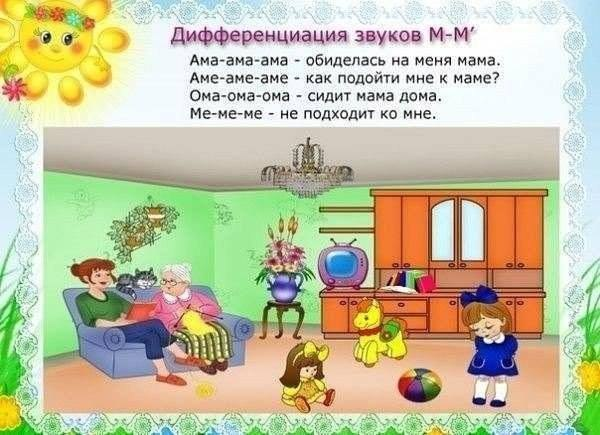 Дифференциация звуков М-М'
Ама-ама-ама - обиделась на меня мама.
Аме-аме-аме - как подойти мне к маме?
Ома-ома-ома - сидит мама дома.
Ме-ме-ме - не подходит ко мне.